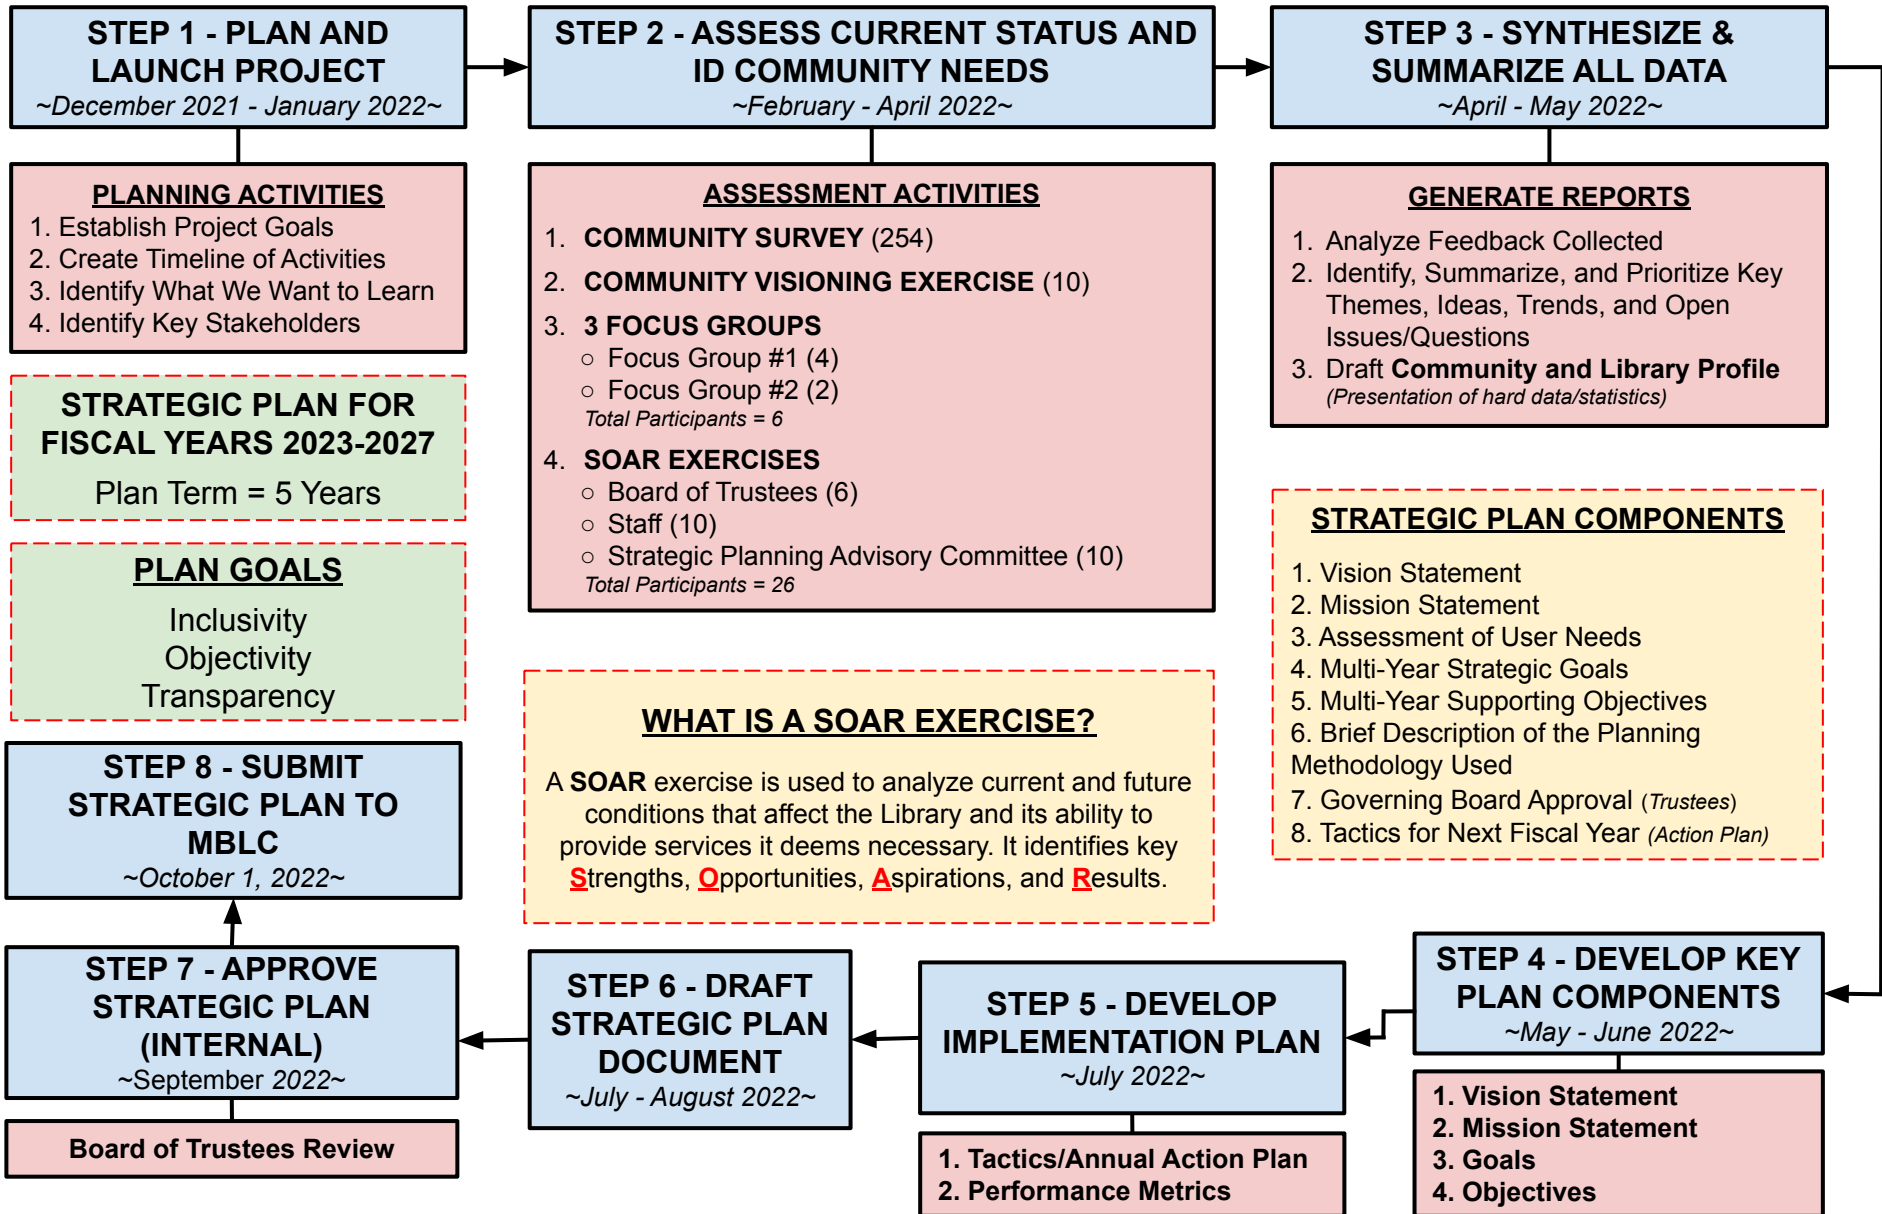 STEP 1 - PLAN AND
LAUNCH PROJECT
~December 2021 - January 2022~
PLANNING ACTIVITIES
1. Establish Project Goals
2. Create Timeline of Activities
3. Identify What We Want to Learn
4. Identify Key Stakeholders
STEP 2 - ASSESS CURRENT STATUS AND
ID COMMUNITY NEEDS
~February - April 2022~
ASSESSMENT ACTIVITIES
1. COMMUNITY SURVEY (254)
2. COMMUNITY VISIONING EXERCISE (10)
3. 3 FOCUS GROUPS
○ Focus Group #1 (4)
○ Focus Group #2 (2)
Total Participants = 6
4. SOAR EXERCISES
○ Board of Trustees (6)
○ Staff (10)
○ Strategic Planning Advisory Committee (10)
Total Participants = 26
STEP 3 - SYNTHESIZE &
SUMMARIZE ALL DATA
~April - May 2022~
GENERATE REPORTS
1. Analyze Feedback Collected
2. Identify, Summarize, and Prioritize Key
Themes, Ideas, Trends, and Open
Issues/Questions
3. Draft Community and Library Profile
(Presentation of hard data/statistics)
STRATEGIC PLAN FOR
FISCAL YEARS 2023-2027
Plan Term = 5 Years
PLAN GOALS
Inclusivity
Objectivity
Transparency
WHAT IS A SOAR EXERCISE?
A SOAR exercise is used to analyze current and future
conditions that affect the Library and its ability to
provide services it deems necessary. It identifies key
Strengths, Opportunities, Aspirations, and Results.
STRATEGIC PLAN COMPONENTS
1. Vision Statement
2. Mission Statement
3. Assessment of User Needs
4. Multi-Year Strategic Goals
5. Multi-Year Supporting Objectives
6. Brief Description of the Planning
Methodology Used
7. Governing Board Approval (Trustees)
8. Tactics for Next Fiscal Year (Action Plan)
STEP 4 - DEVELOP KEY
PLAN COMPONENTS
~May - June 2022~
1. Vision Statement
2. Mission Statement
3. Goals
4. Objectives
STEP 5 - DEVELOP
IMPLEMENTATION PLAN
~July 2022~
1. Tactics/Annual Action Plan
2. Performance Metrics
STEP 6 - DRAFT
STRATEGIC PLAN
DOCUMENT
~July - August 2022~
STEP 7 - APPROVE
STRATEGIC PLAN
(INTERNAL)
~September 2022~
Board of Trustees Review
STEP 8 - SUBMIT
STRATEGIC PLAN TO
MBLC
~October 1, 2022~